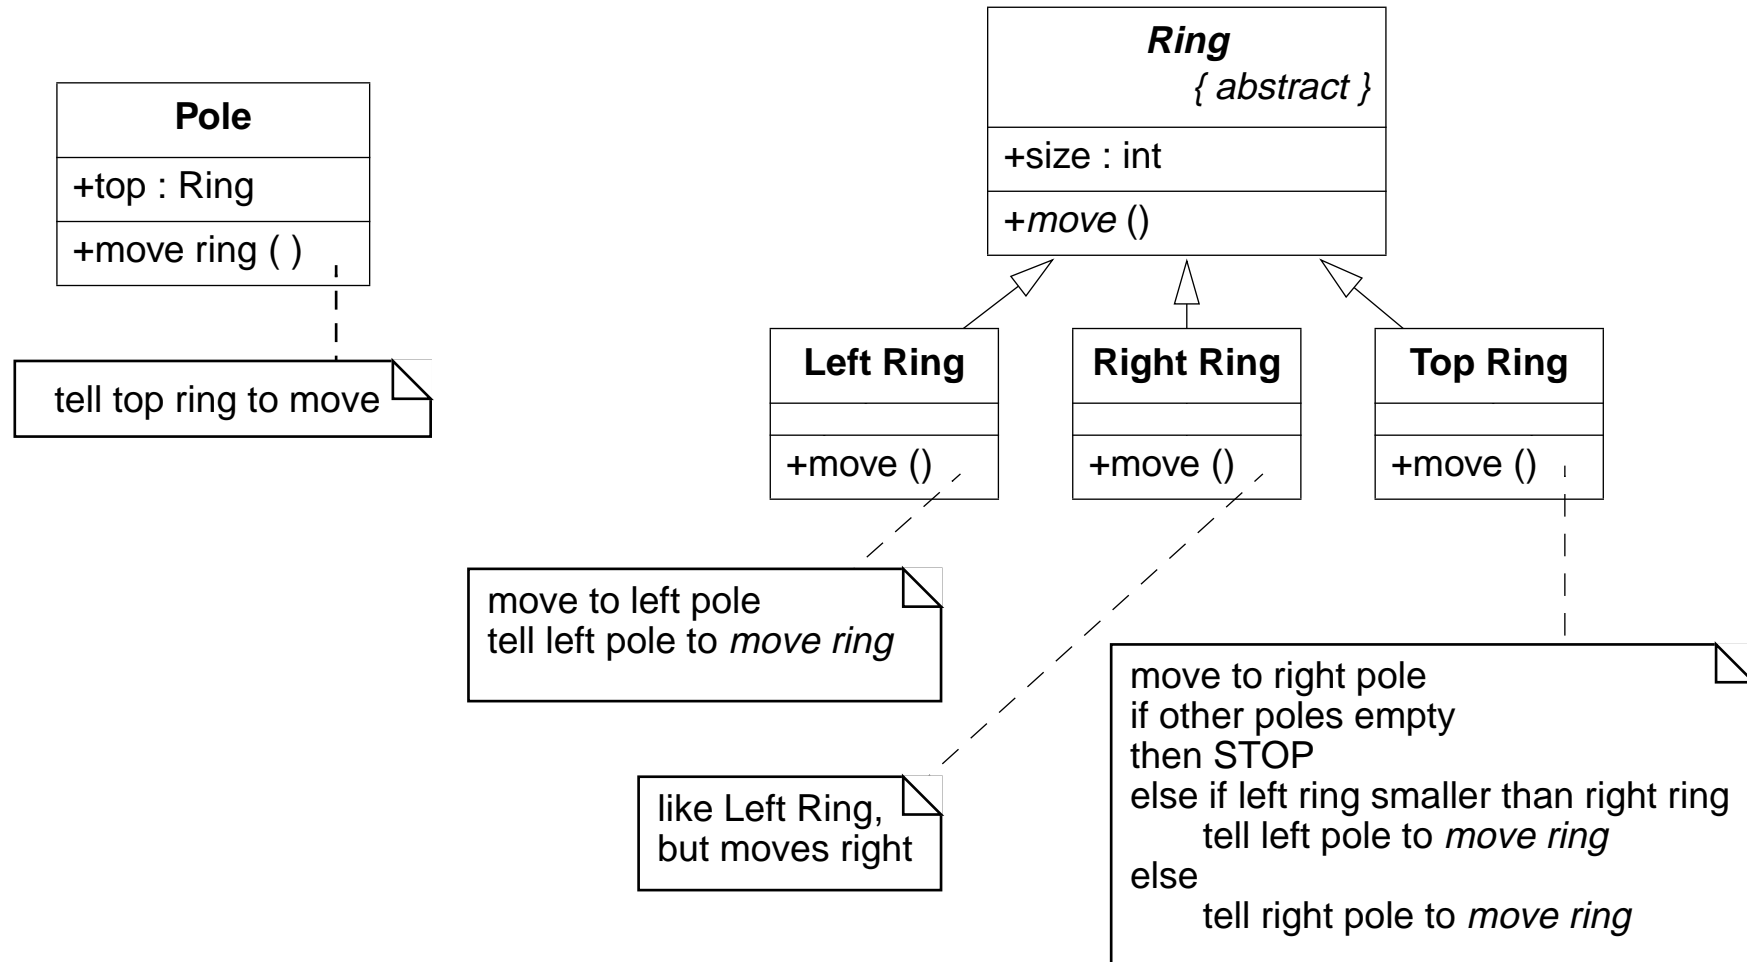 Pole
+top : Ring
+move ring ( )
tell top ring to move
Ring
{ abstract }
+size : int
+move ()
Left Ring
+move ()
Right Ring
+move ()
Top Ring
+move ()
move to left pole
tell left pole to move ring
like Left Ring,
but moves right
move to right pole
if other poles empty
then STOP
else if left ring smaller than right ring
tell left pole to move ring
else
tell right pole to move ring